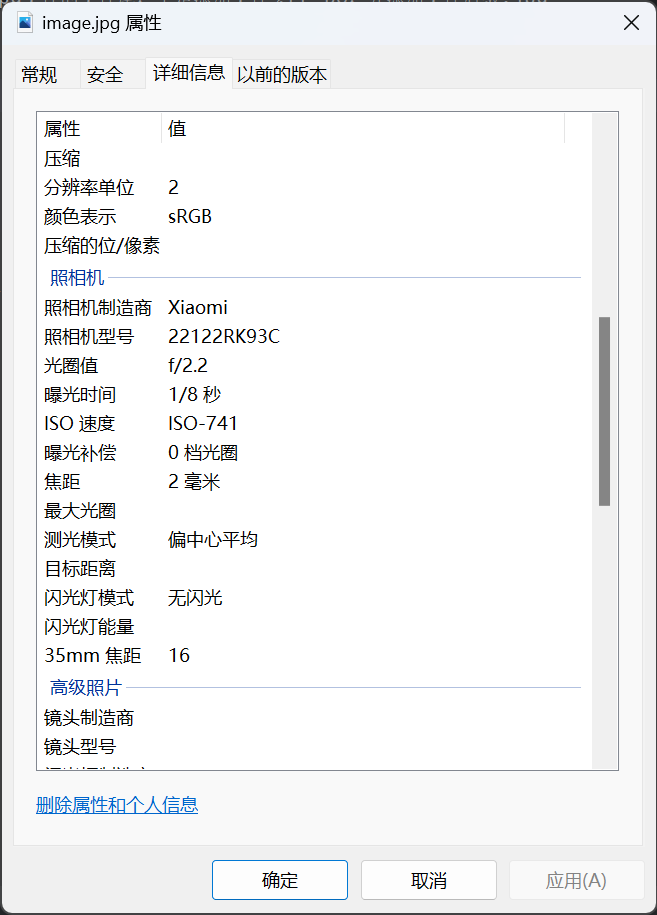 image.jpg 属性
常规 安全 详细信息 以前的版本
属性 值
压缩
分辨率单位 2
颜色表示 sRGB
压缩的位/像素
照相机
照相机制造商 Xiaomi
照相机型号 22122RK93C
光圈值 f/2.2
曝光时间 1/8 秒
ISO 速度 ISO-741
曝光补偿 0 档光圈
焦距 2 毫米
最大光圈
测光模式 偏中心平均
目标距离
闪光灯模式 无闪光
闪光灯能量
35mm 焦距 16
高级照片
镜头制造商
镜头型号
删除属性和个人信息
确定 取消 应用(A)